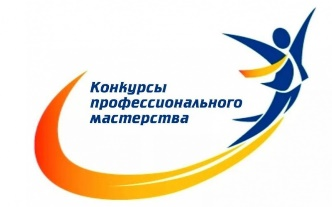 Конкурсы
профессионального
мастерства